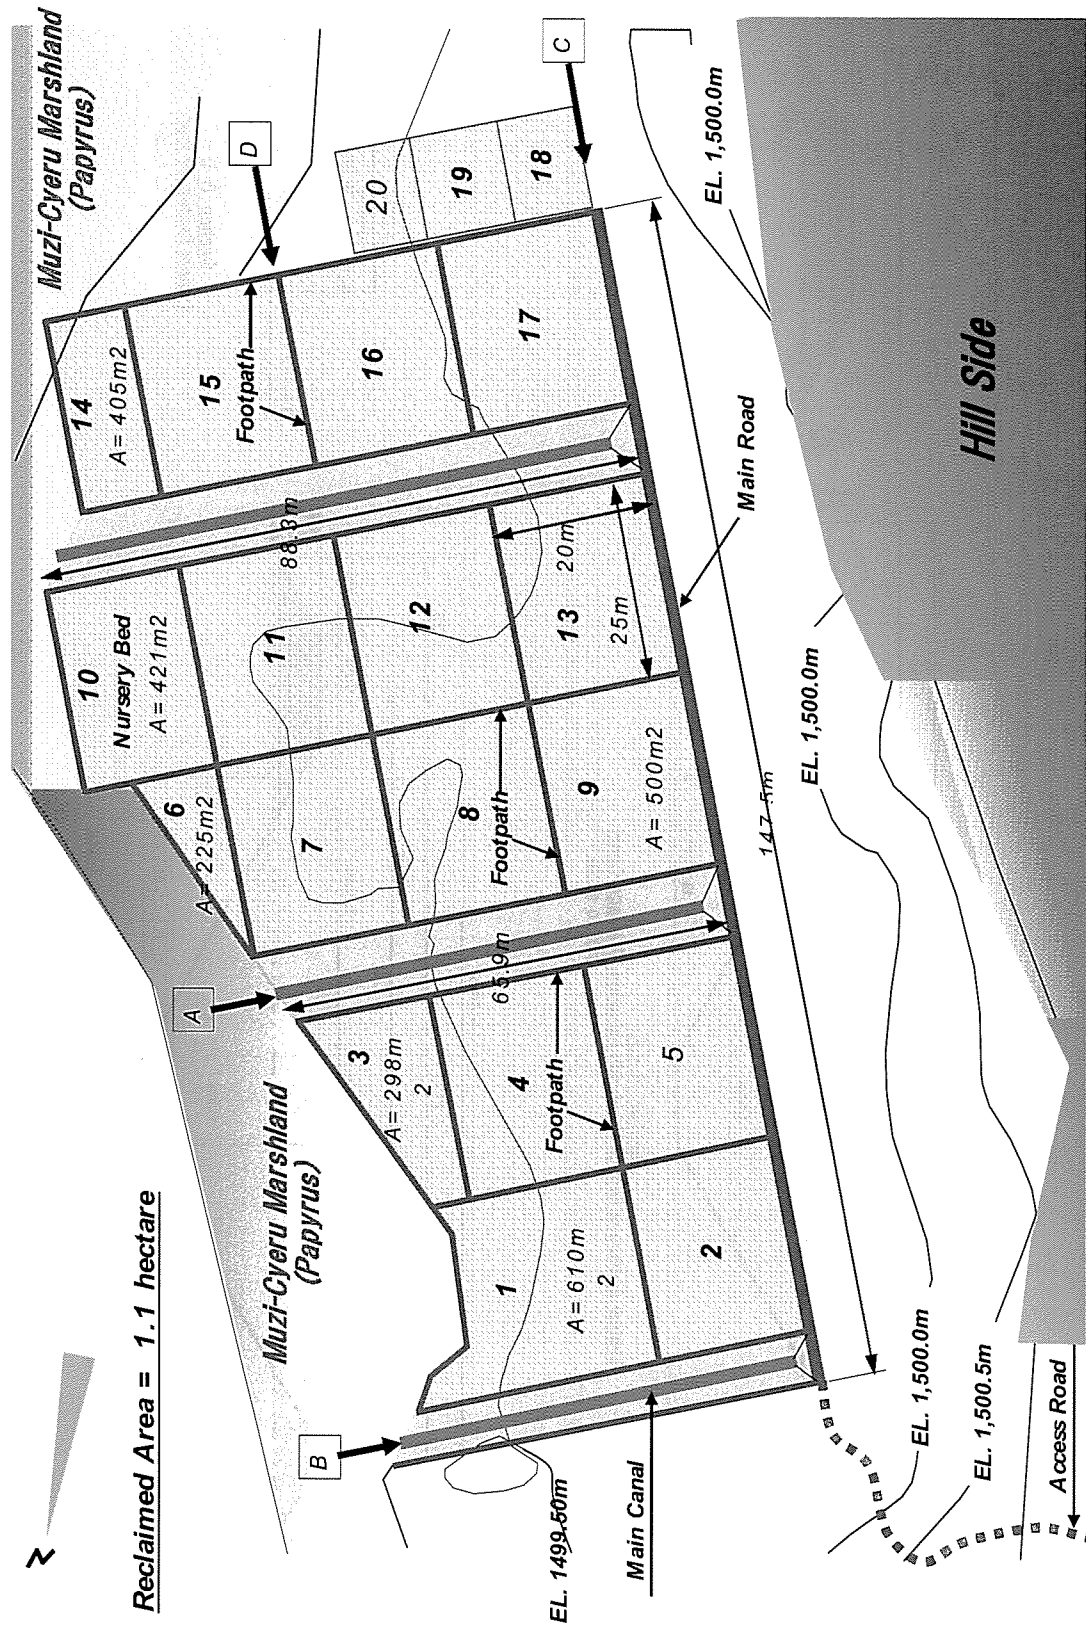 N
Reclaimed Area = 1.1 hectare
Muzi-Cyeru Marshland
(Papyrus)
Muzi-Cyeru Marshland
(Papyrus)
B
A
D
C
1
A= 610m
2
2
3
A= 298m
2
4
5
Footpath
65.9m
6
A= 225m2
7
8
Footpath
9
A= 500m2
10
Nursery Bed
A= 421m2
11
12
13
20m
25m
88.3m
14
A= 405m2
15
Footpath
16
17
18
19
20
147.5m
Main Road
Main Canal
EL. 1499.50m
EL. 1,500.0m
EL. 1,500.5m
Access Road
EL. 1,500.0m
EL. 1,500.0m
Hill Side